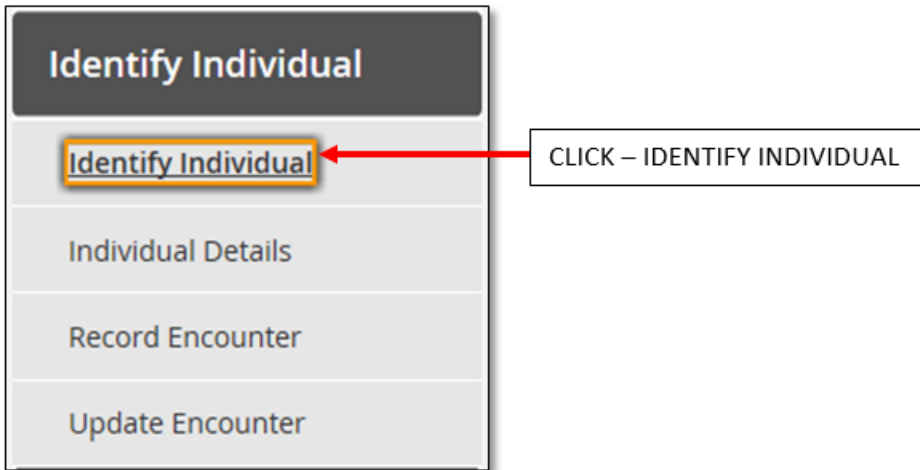 Identify Individual
Identify Individual
CLICK – IDENTIFY INDIVIDUAL
Individual Details
Record Encounter
Update Encounter